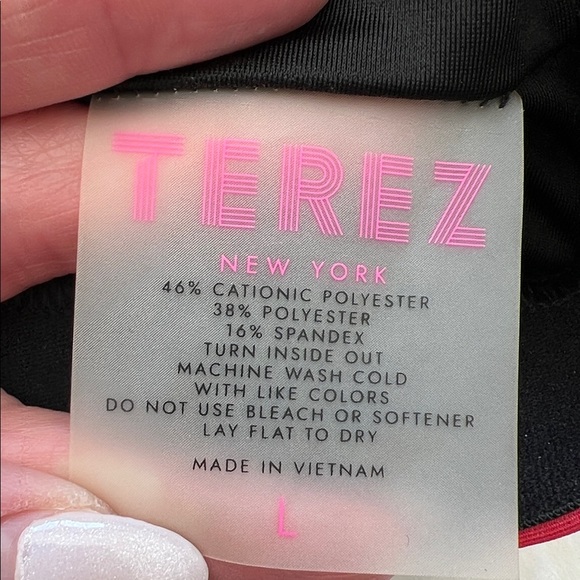 TEREZ
NEW YORK
46% CATIONIC POLYESTER
38% POLYESTER
16% SPANDEX
TURN INSIDE OUT
MACHINE WASH COLD
WITH LIKE COLORS
DO NOT USE BLEACH OR SOFTENER
LAY FLAT TO DRY
MADE IN VIETNAM
L